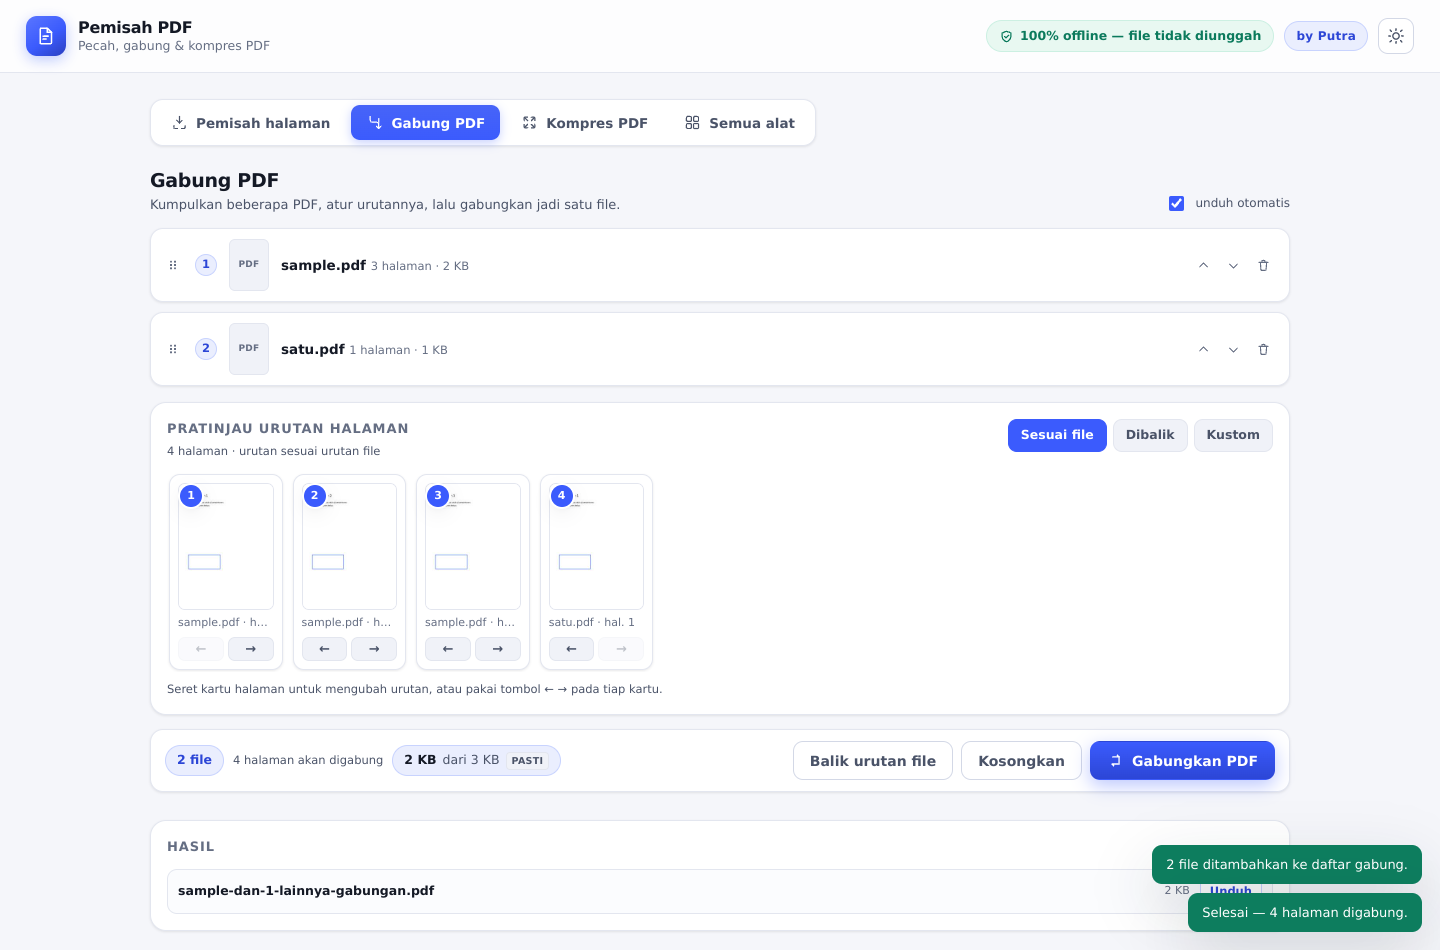 Pemisah PDF
Pecah, gabung & kompres PDF
100% offline — file tidak diunggah
by Putra
Pemisah halaman
Gabung PDF
Kompres PDF
Semua alat
Gabung PDF
Kumpulkan beberapa PDF, atur urutannya, lalu gabungkan jadi satu file.
unduh otomatis
1
PDF
sample.pdf 3 halaman · 2 KB
2
PDF
satu.pdf 1 halaman · 1 KB
PRATINJAU URUTAN HALAMAN
4 halaman · urutan sesuai urutan file
Sesuai file
Dibalik
Kustom
1
2
3
4
sample.pdf · h...
sample.pdf · h...
sample.pdf · h...
satu.pdf · hal. 1
← →
← →
← →
← →
Seret kartu halaman untuk mengubah urutan, atau pakai tombol ← → pada tiap kartu.
2 file
4 halaman akan digabung
2 KB dari 3 KB PASTI
Balik urutan file
Kosongkan
Gabungkan PDF
HASIL
sample-dan-1-lainnya-gabungan.pdf
2 KB
Unduh
2 file ditambahkan ke daftar gabung.
Selesai — 4 halaman digabung.